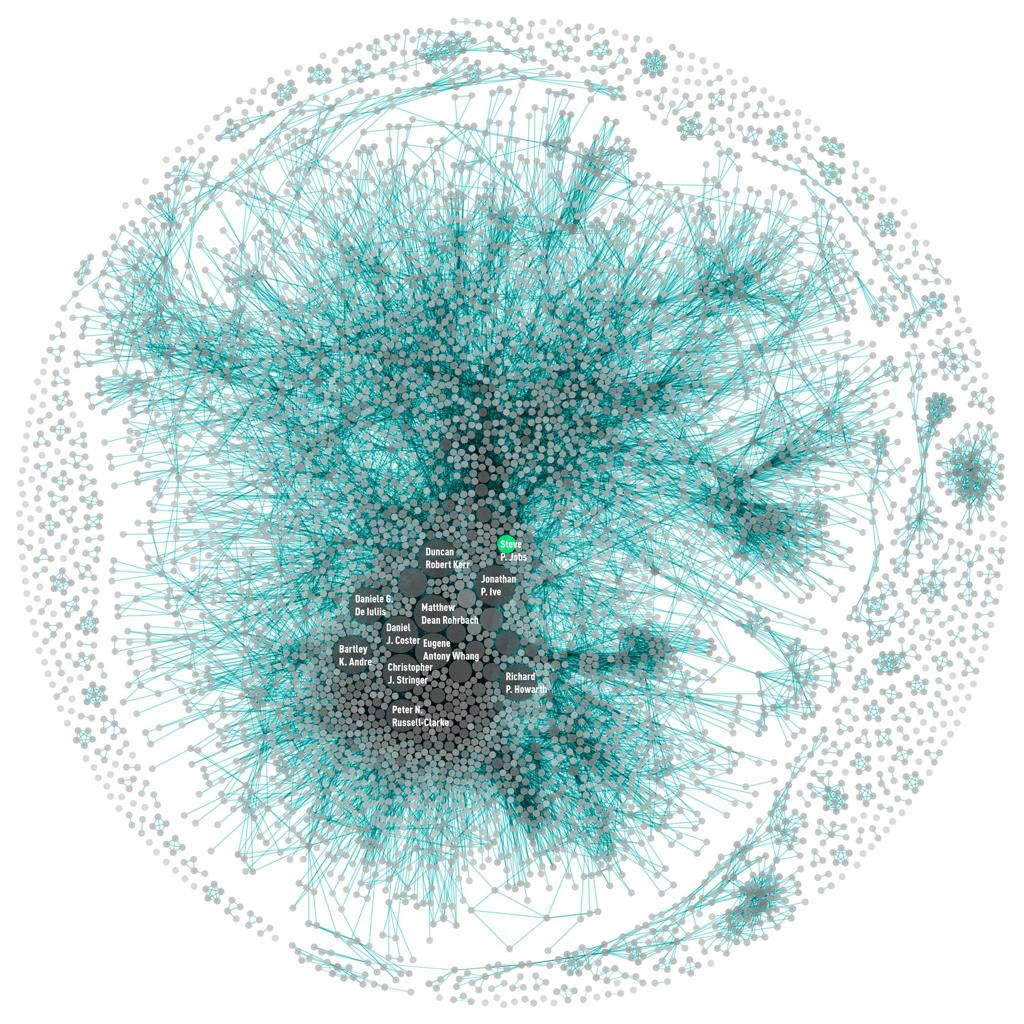 Steve
P. Jobs
Duncan
Robert Kerr
Jonathan
P. Ive
Daniele G.
De Iuliis
Matthew
Dean Rohrbach
Daniel
J. Coster
Eugene
Antony Whang
Bartley
K. Andre
Christopher
J. Stringer
Richard
P. Howarth
Peter N.
Russell-Clarke